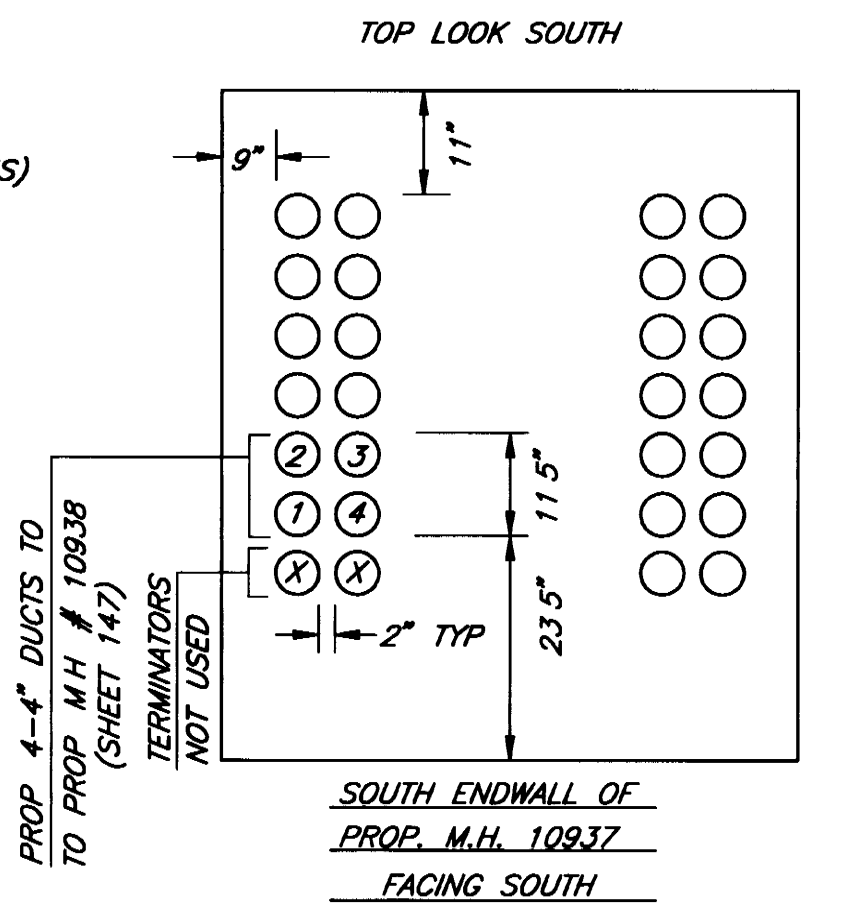 TOP LOOK SOUTH
S)
9"
11"
2 3
1 4
X X
11 5"
23 5"
2" TYP
PROP 4-4" DUCTS TO
TO PROP M H # 10938
(SHEET 147)
TERMINATORS
NOT USED
SOUTH ENDWALL OF
PROP. M.H. 10937
FACING SOUTH